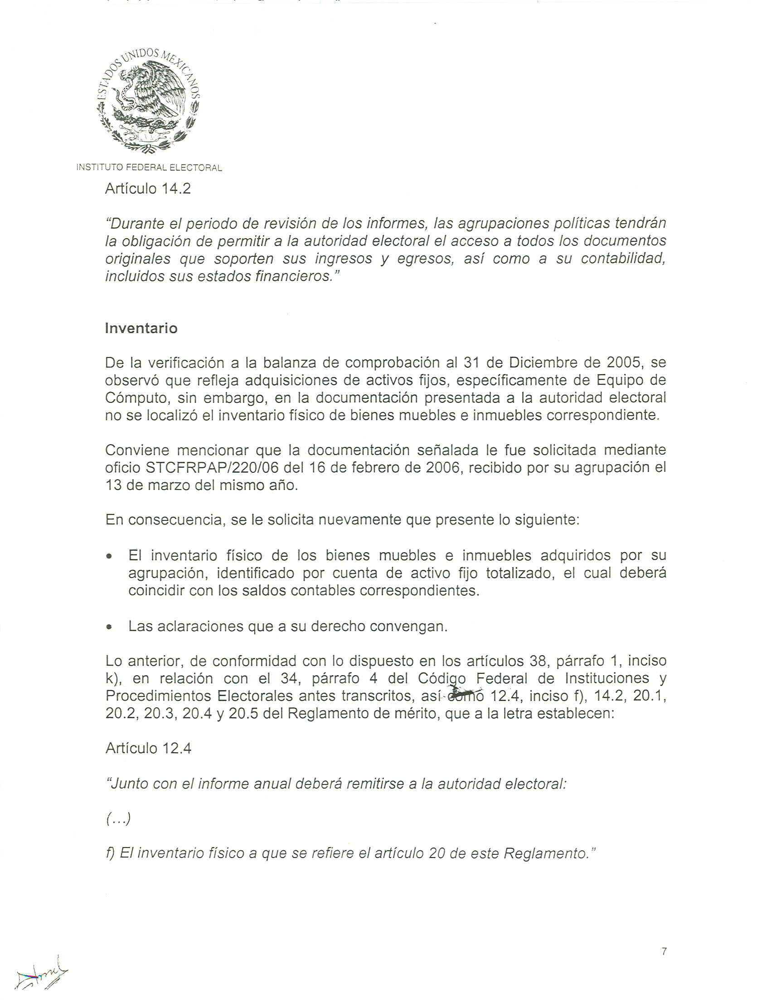 ESTADOS UNIDOS MEXICANOS
INSTITUTO FEDERAL ELECTORAL
Artículo 14.2
“Durante el periodo de revisión de los informes, las agrupaciones políticas tendrán
la obligación de permitir a la autoridad electoral el acceso a todos los documentos
originales que soporten sus ingresos y egresos, así como a su contabilidad,
incluidos sus estados financieros.”
Inventario
De la verificación a la balanza de comprobación al 31 de Diciembre de 2005, se
observó que refleja adquisiciones de activos fijos, específicamente de Equipo de
Cómputo, sin embargo, en la documentación presentada a la autoridad electoral
no se localizó el inventario físico de bienes muebles e inmuebles correspondiente.
Conviene mencionar que la documentación señalada le fue solicitada mediante
oficio STCFRPAP/220/06 del 16 de febrero de 2006, recibido por su agrupación el
13 de marzo del mismo año.
En consecuencia, se le solicita nuevamente que presente lo siguiente:
• El inventario físico de los bienes muebles e inmuebles adquiridos por su
agrupación, identificado por cuenta de activo fijo totalizado, el cual deberá
coincidir con los saldos contables correspondientes.
• Las aclaraciones que a su derecho convengan.
Lo anterior, de conformidad con lo dispuesto en los artículos 38, párrafo 1, inciso
k), en relación con el 34, párrafo 4 del Código Federal de Instituciones y
Procedimientos Electorales antes transcritos, así como 12.4, inciso f), 14.2, 20.1,
20.2, 20.3, 20.4 y 20.5 del Reglamento de mérito, que a la letra establecen:
Artículo 12.4
“Junto con el informe anual deberá remitirse a la autoridad electoral:
(...)
f) El inventario físico a que se refiere el artículo 20 de este Reglamento.”
7